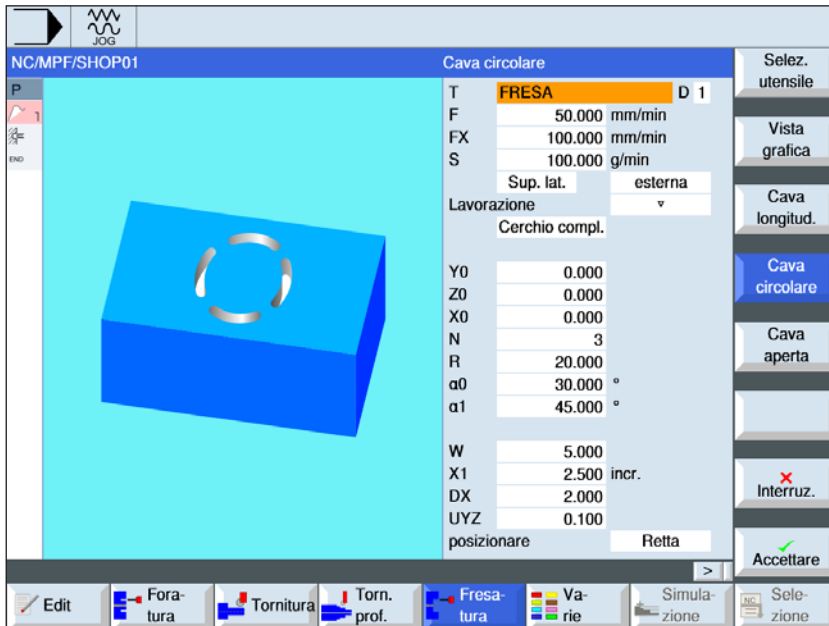 JOG
NC/MPF/SHOP01
Cava circolare
P
1
END
T FRESA D 1
F 50.000 mm/min
FX 100.000 mm/min
S 100.000 g/min
Sup. lat. esterna
Lavorazione ▿
Cerchio compl.
Y0 0.000
Z0 0.000
X0 0.000
N 3
R 20.000
α0 30.000 °
α1 45.000 °
W 5.000
X1 2.500 incr.
DX 2.000
UYZ 0.100
posizionare Retta
>
Selez.
utensile
Vista
grafica
Cava
longitud.
Cava
circolare
Cava
aperta
Interruz.
Accettare
Edit
Fora-
tura
Tornitura
Torn.
prof.
Fresa-
tura
Va-
rie
Simula-
zione
NC
Sele-
zione